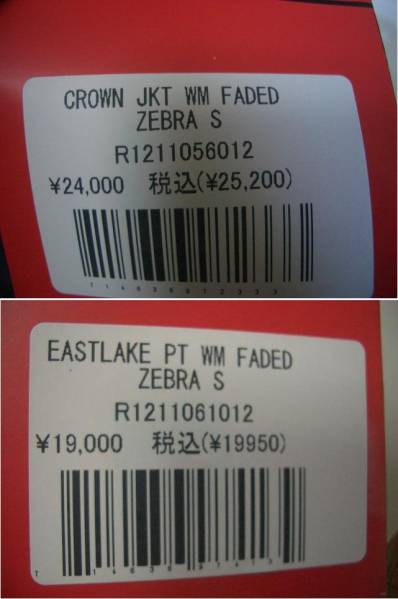 CROWN JKT WM FADED
ZEBRA S
R1211056012
¥24,000 税込(¥25,200)
EASTLAKE PT WM FADED
ZEBRA S
R1211061012
¥19,000 税込(¥19950)